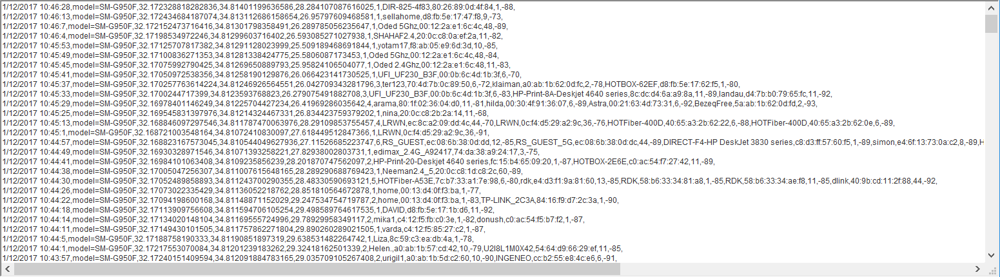 1/12/2017 10:46:28,model=SM-G950F,32.172328818282836,34.81401199636586,28.284107087616025,1,DIR-825-4f83,80:26:89:0d:4f:84,1,-88,
1/12/2017 10:46:13,model=SM-G950F,32.172434684187074,34.813112686158654,26.95797609468581,1,sellahome,d8:fb:5e:17:47:f8,9,-73,
1/12/2017 10:46:7,model=SM-G950F,32.172152473716416,34.81301798358491,26.289785056235647,1,Oded 5Ghz,00:12:2a:e1:6c:4c,48,-89,
1/12/2017 10:46:4,model=SM-G950F,32.17198534972246,34.81299603716402,26.593085271027938,1,SHAHAF2.4,20:0c:c8:0a:ef:2a,11,-82,
1/12/2017 10:45:53,model=SM-G950F,32.17125707817382,34.81291128023999,25.509189468691844,1,yotam17,f8:ab:05:e9:6d:3d,10,-85,
1/12/2017 10:45:49,model=SM-G950F,32.17100836271353,34.81281338424775,25.5806087173453,1,Oded 5Ghz,00:12:2a:e1:6c:4c,48,-84,
1/12/2017 10:45:45,model=SM-G950F,32.17075992790425,34.81269650889793,25.95824106504077,1,Oded 2.4Ghz,00:12:2a:e1:6c:48,11,-83,
1/12/2017 10:45:41,model=SM-G950F,32.17050972538356,34.81258190129876,26.066423141730525,1,UFI_UF230_B3F,00:0b:6c:4d:1b:3f,6,-70,
1/12/2017 10:45:37,model=SM-G950F,32.170257763614224,34.81246926564551,26.042709343281796,3,ter123,70:4d:7b:0c:89:50,6,-72,klaiman,a0:ab:1b:62:0d:fc,2,-78,HOTBOX-62EF,d8:fb:5e:17:62:f5,1,-80,
1/12/2017 10:45:33,model=SM-G950F,32.1700244717399,34.8123593768823,26.279075491882708,3,UFI_UF230_B3F,00:0b:6c:4d:1b:3f,6,-83,HP-Print-8A-Deskjet 4640 series,8c:dc:d4:6a:a9:8a,11,-89,landau,d4:7b:b0:79:65:fc,11,-92,
1/12/2017 10:45:29,model=SM-G950F,32.16978401146249,34.81225704427234,26.41969286035642,4,arama,80:1f:02:36:04:d0,11,-81,hilda,00:30:4f:91:36:07,6,-89,Astra,00:21:63:4d:73:31,6,-92,BezeqFree,5a:ab:1b:62:0d:fd,2,-93,
1/12/2017 10:45:25,model=SM-G950F,32.169545831397976,34.81214324467331,26.834423759379202,1,nina,20:0c:c8:2b:2a:14,11,-68,
1/12/2017 10:45:13,model=SM-G950F,32.168846097297546,34.811787470063976,28.29109853755457,4,LRWN,ec:8c:a2:09:dd:4c,44,-70,LRWN,0c:f4:d5:29:a2:9c,36,-76,HOTFiber-400D,40:65:a3:2b:62:22,6,-88,HOTFiber-400D,40:65:a3:2b:62:0e,6,-89,
1/12/2017 10:45:1,model=SM-G950F,32.168721003548164,34.81072410830097,27.618449512847366,1,LRWN,0c:f4:d5:29:a2:9c,36,-91,
1/12/2017 10:44:57,model=SM-G950F,32.168823167573045,34.810544049627936,27.11526685223747,6,RS_GUEST,ec:08:6b:38:0d:dd,12,-85,RS_GUEST_5G,ec:08:6b:38:0d:dc,44,-89,DIRECT-F4-HP DeskJet 3830 series,c8:d3:ff:57:60:f5,1,-89,simon,e4:6f:13:73:0a:c2,8,-89,H
1/12/2017 10:44:49,model=SM-G950F,32.16930328971546,34.81071393258221,27.82938002803731,1,edimax_2.4G_A92417,74:da:38:a9:24:17,3,-75,
1/12/2017 10:44:41,model=SM-G950F,32.16984101063408,34.8109235856239,28.201870747562097,2,HP-Print-20-Deskjet 4640 series,fc:15:b4:65:09:20,1,-87,HOTBOX-2E6E,c0:ac:54:f7:27:42,11,-89,
1/12/2017 10:44:38,model=SM-G950F,32.17005047256307,34.811007615648165,28.289290688769423,1,Neeman2.4_5,20:0c:c8:1d:c8:2c,60,-89,
1/12/2017 10:44:30,model=SM-G950F,32.17052489858893,34.811243700290355,28.48330590693121,5,HOTFiber-A53E,7c:b7:33:a1:7e:98,6,-80,rdk,e4:d3:f1:9a:81:60,13,-85,RDK,58:b6:33:34:81:a8,1,-85,RDK,58:b6:33:34:ae:f8,11,-85,dlink,40:9b:cd:11:2f:88,44,-92,
1/12/2017 10:44:26,model=SM-G950F,32.17073022335429,34.81136052218762,28.851810564672878,1,home,00:13:d4:0f:f3:ba,1,-77,
1/12/2017 10:44:22,model=SM-G950F,32.17094198600168,34.81148871152029,29.247534754719787,2,home,00:13:d4:0f:f3:ba,1,-83,TP-LINK_2C3A,84:16:f9:d7:2c:3a,1,-90,
1/12/2017 10:44:18,model=SM-G950F,32.17113909756608,34.811594706105254,29.498589764617535,1,DAVID,d8:fb:5e:17:1b:d6,11,-92,
1/12/2017 10:44:14,model=SM-G950F,32.17134020148104,34.81169555724996,29.78929958349117,2,mika1,c4:12:f5:fb:c0:3e,1,-82,donush,c0:ac:54:f5:b7:f2,1,-87,
1/12/2017 10:44:11,model=SM-G950F,32.17149430101505,34.811757862271804,29.890260289021505,1,varda,c4:12:f5:85:27:c2,1,-87,
1/12/2017 10:44:5,model=SM-G950F,32.17188758190333,34.81190851897319,29.638531482264742,1,Liza,8c:59:c3:ea:db:4a,1,-78,
1/12/2017 10:44:1,model=SM-G950F,32.17217553070084,34.81201239183262,29.32418162501339,2,Helen.,a0:ab:1b:57:cd:42,10,-79,U2I8L1M0X42,54:64:d9:66:29:ef,11,-85,
1/12/2017 10:43:57,model=SM-G950F,32.17240151409594,34.812091884783165,29.035709105267408,2,urigil1,a0:ab:1b:5d:c2:60,10,-90,INGENEO,cc:b2:55:e8:4c:e6,6,-91,